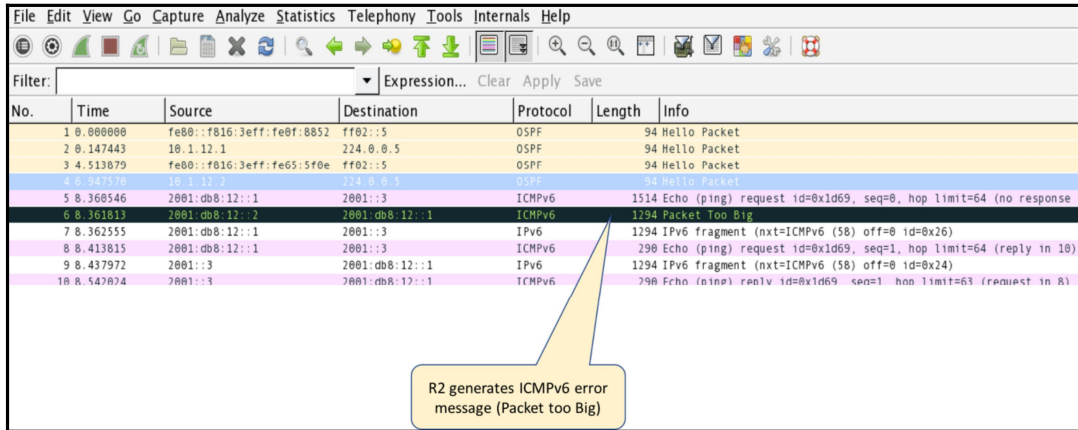 File Edit View Go Capture Analyze Statistics Telephony Tools Internals Help
Filter: Expression... Clear Apply Save
No. Time Source Destination Protocol Length Info
1 0.000000 fe80::f816:3eff:fe0f:8852 ff02::5 OSPF 94 Hello Packet
2 0.147443 10.1.12.1 224.0.0.5 OSPF 94 Hello Packet
3 4.513879 fe80::f816:3eff:fe65:5f0e ff02::5 OSPF 94 Hello Packet
4 6.947570 10.1.12.2 224.0.0.5 OSPF 94 Hello Packet
5 8.360546 2001:db8:12::1 2001::3 ICMPv6 1514 Echo (ping) request id=0x1d69, seq=0, hop limit=64 (no response
6 8.361813 2001:db8:12::2 2001:db8:12::1 ICMPv6 1294 Packet Too Big
7 8.362555 2001:db8:12::1 2001::3 IPv6 1294 IPv6 fragment (nxt=ICMPv6 (58) off=0 id=0x26)
8 8.413815 2001:db8:12::1 2001::3 ICMPv6 290 Echo (ping) request id=0x1d69, seq=1, hop limit=64 (reply in 10)
9 8.437972 2001::3 2001:db8:12::1 IPv6 1294 IPv6 fragment (nxt=ICMPv6 (58) off=0 id=0x24)
10 8.542024 2001::3 2001:db8:12::1 ICMPv6 290 Echo (ping) reply id=0x1d69, seq=1, hop limit=63 (request in 8)
R2 generates ICMPv6 error
message (Packet too Big)